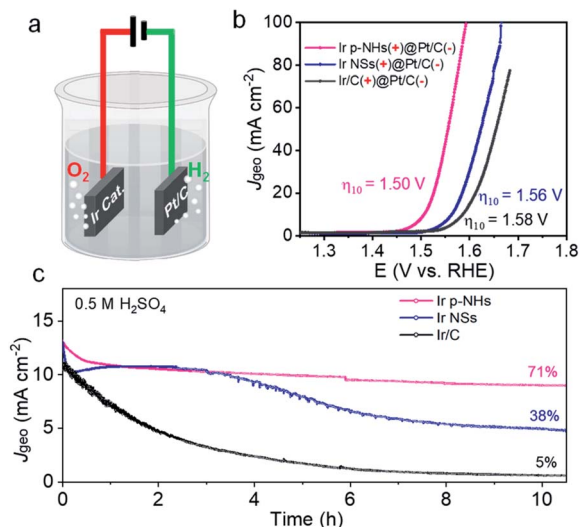 a
O₂
H₂
Ir Cat.
Pt/C
b
100
80
60
40
20
0
J_geo (mA cm⁻²)
Ir p-NHs(+)@Pt/C(-)
Ir NSs(+)@Pt/C(-)
Ir/C(+)@Pt/C(-)
η₁₀ = 1.50 V
η₁₀ = 1.56 V
η₁₀ = 1.58 V
1.3 1.4 1.5 1.6 1.7 1.8
E (V vs. RHE)
c
15
10
5
0
J_geo (mA cm⁻²)
0.5 M H₂SO₄
Ir p-NHs
Ir NSs
Ir/C
71%
38%
5%
0 2 4 6 8 10
Time (h)